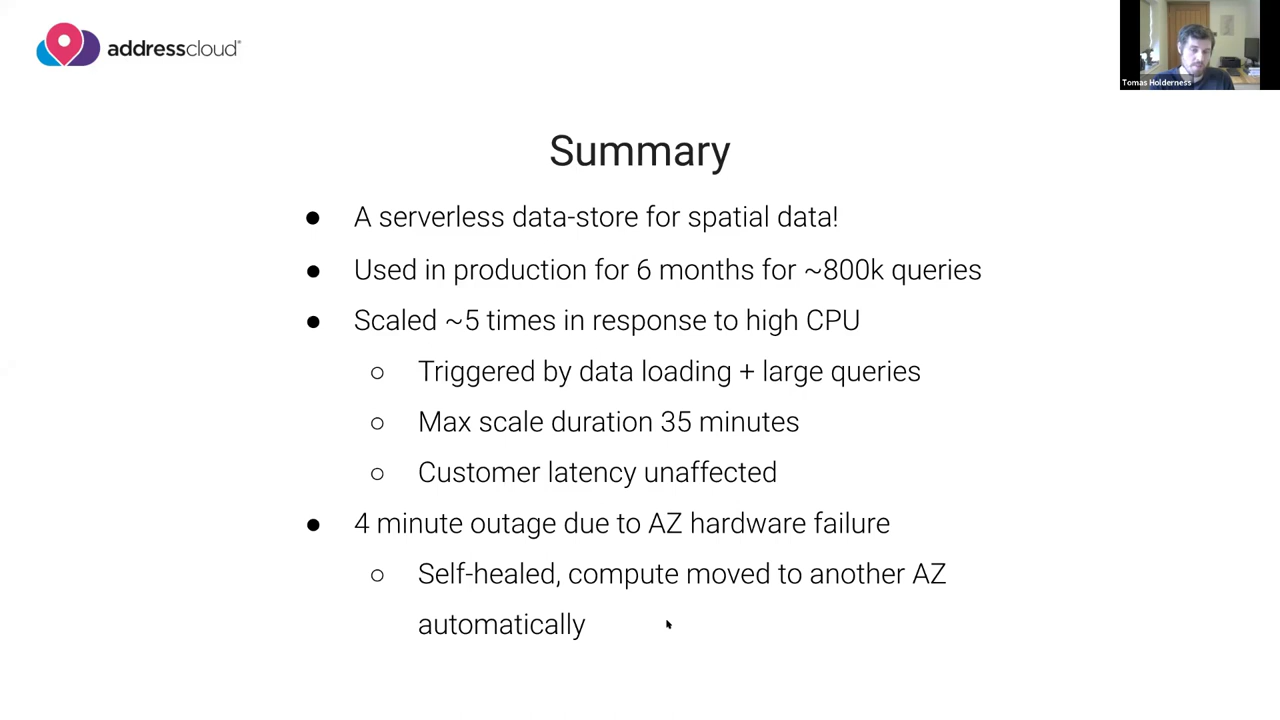 addresscloud®
Tomas Holderness
Summary
● A serverless data-store for spatial data!
● Used in production for 6 months for ~800k queries
● Scaled ~5 times in response to high CPU
○ Triggered by data loading + large queries
○ Max scale duration 35 minutes
○ Customer latency unaffected
● 4 minute outage due to AZ hardware failure
○ Self-healed, compute moved to another AZ
automatically